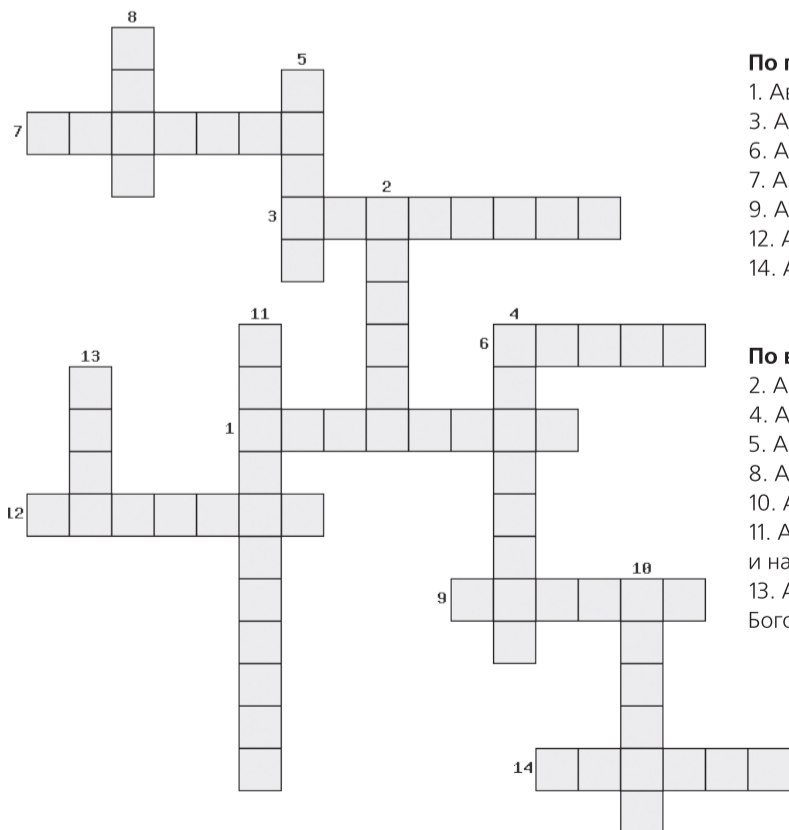 8
5
7
2
3
11
4
6
13
1
12
10
9
14
По
1. Ав
3. А
6. А
7. А
9. А
12. А
14. А
По в
2. А
4. А
5. А
8. А
10. А
11. А
и на
13. А
Бого